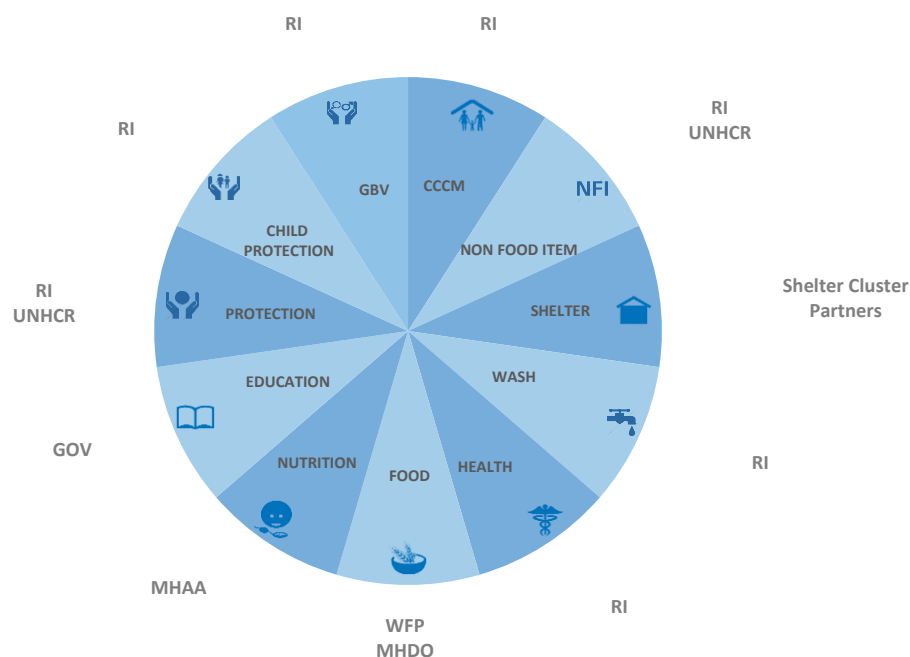 RI
RI
RI
RI
UNHCR
GBV
CCCM
NFI
CHILD
PROTECTION
NON FOOD ITEM
RI
UNHCR
PROTECTION
SHELTER
Shelter Cluster
Partners
EDUCATION
WASH
GOV
NUTRITION
FOOD
HEALTH
RI
MHAA
WFP
MHDO
RI